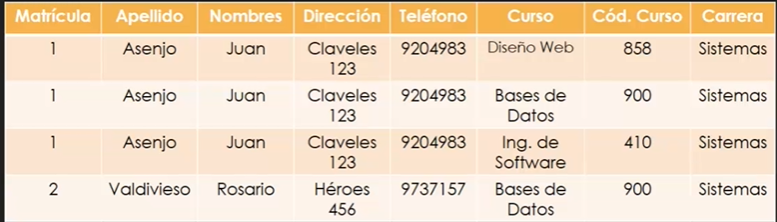 Matrícula Apellido Nombres Dirección Teléfono Curso Cód. Curso Carrera
1 Asenjo Juan Claveles 9204983 Diseño Web 858 Sistemas
123
1 Asenjo Juan Claveles 9204983 Bases de 900 Sistemas
123 Datos
1 Asenjo Juan Claveles 9204983 Ing. de 410 Sistemas
123 Software
2 Valdivieso Rosario Héroes 9737157 Bases de 900 Sistemas
456 Datos